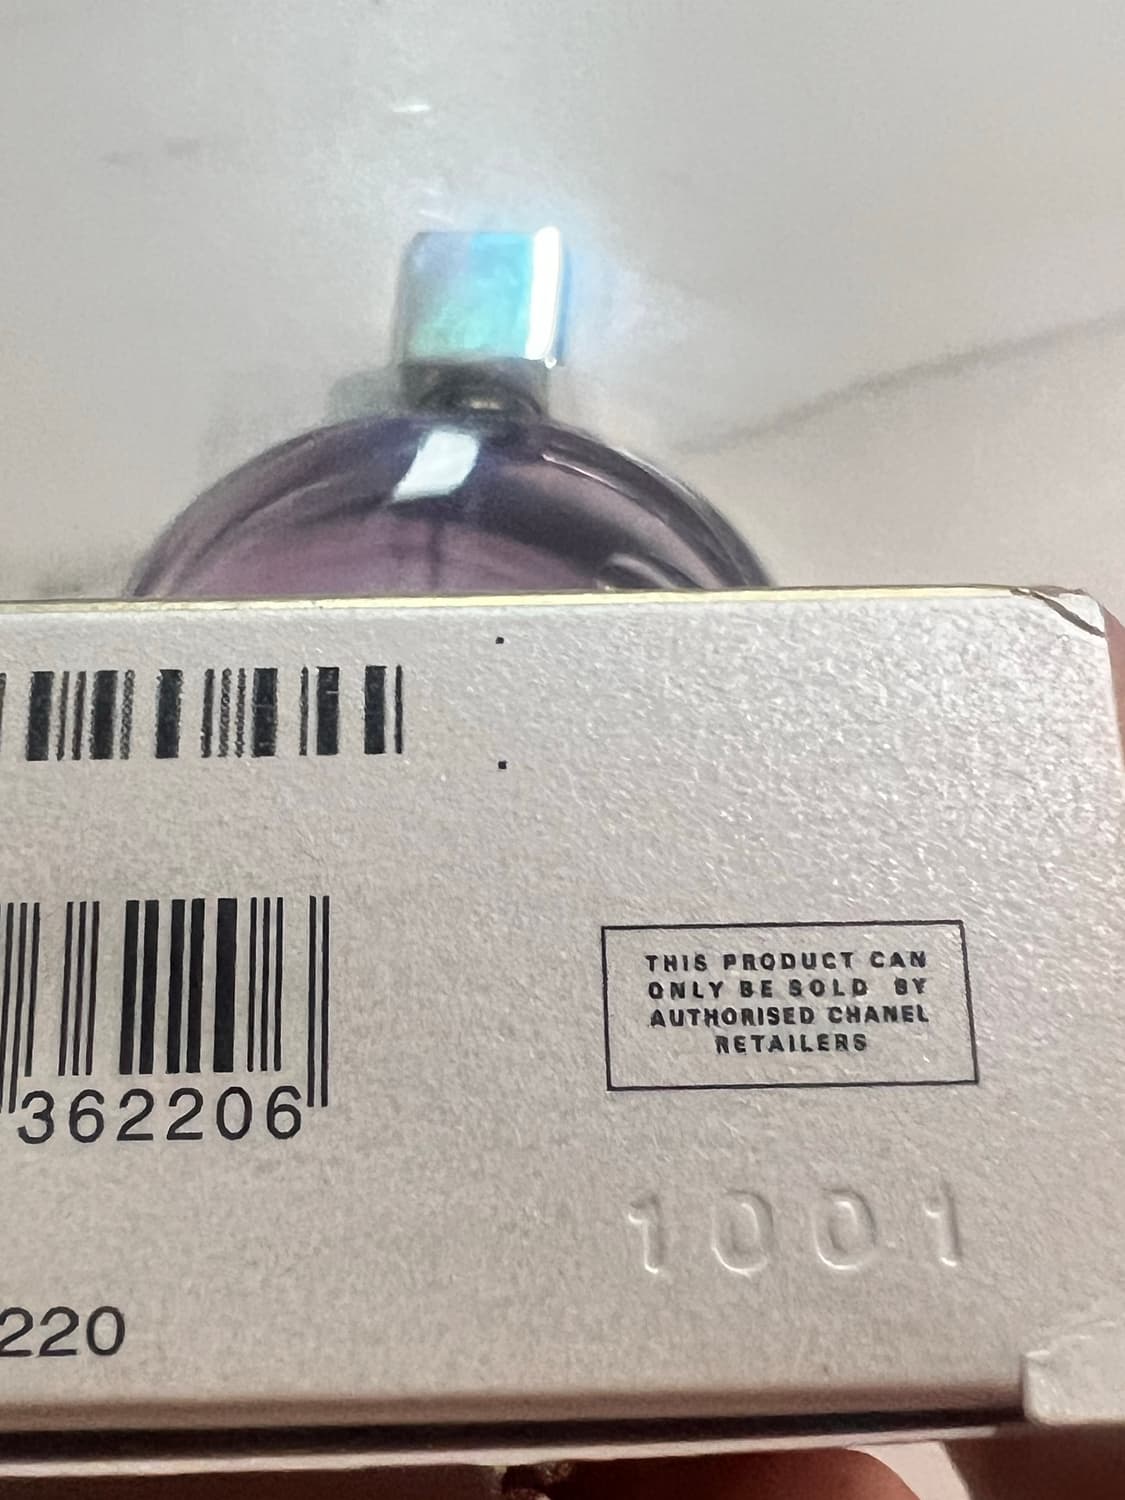 362206
THIS PRODUCT CAN
ONLY BE SOLD BY
AUTHORISED CHANEL
RETAILERS
1001
220